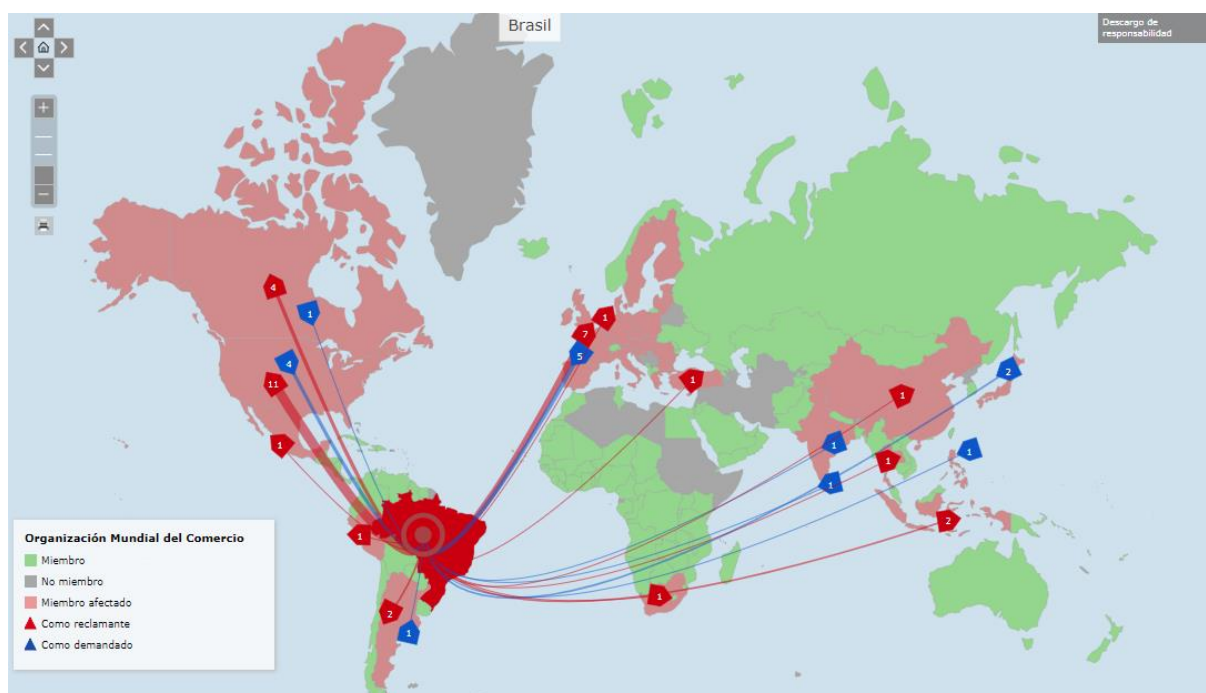 Brasil
Descargo de
responsabilidad
4
1
4
11
1
1
7
5
1
1
2
1
1
1
1
1
2
1
2
1
Organización Mundial del Comercio
Miembro
No miembro
Miembro afectado
Como reclamante
Como demandado